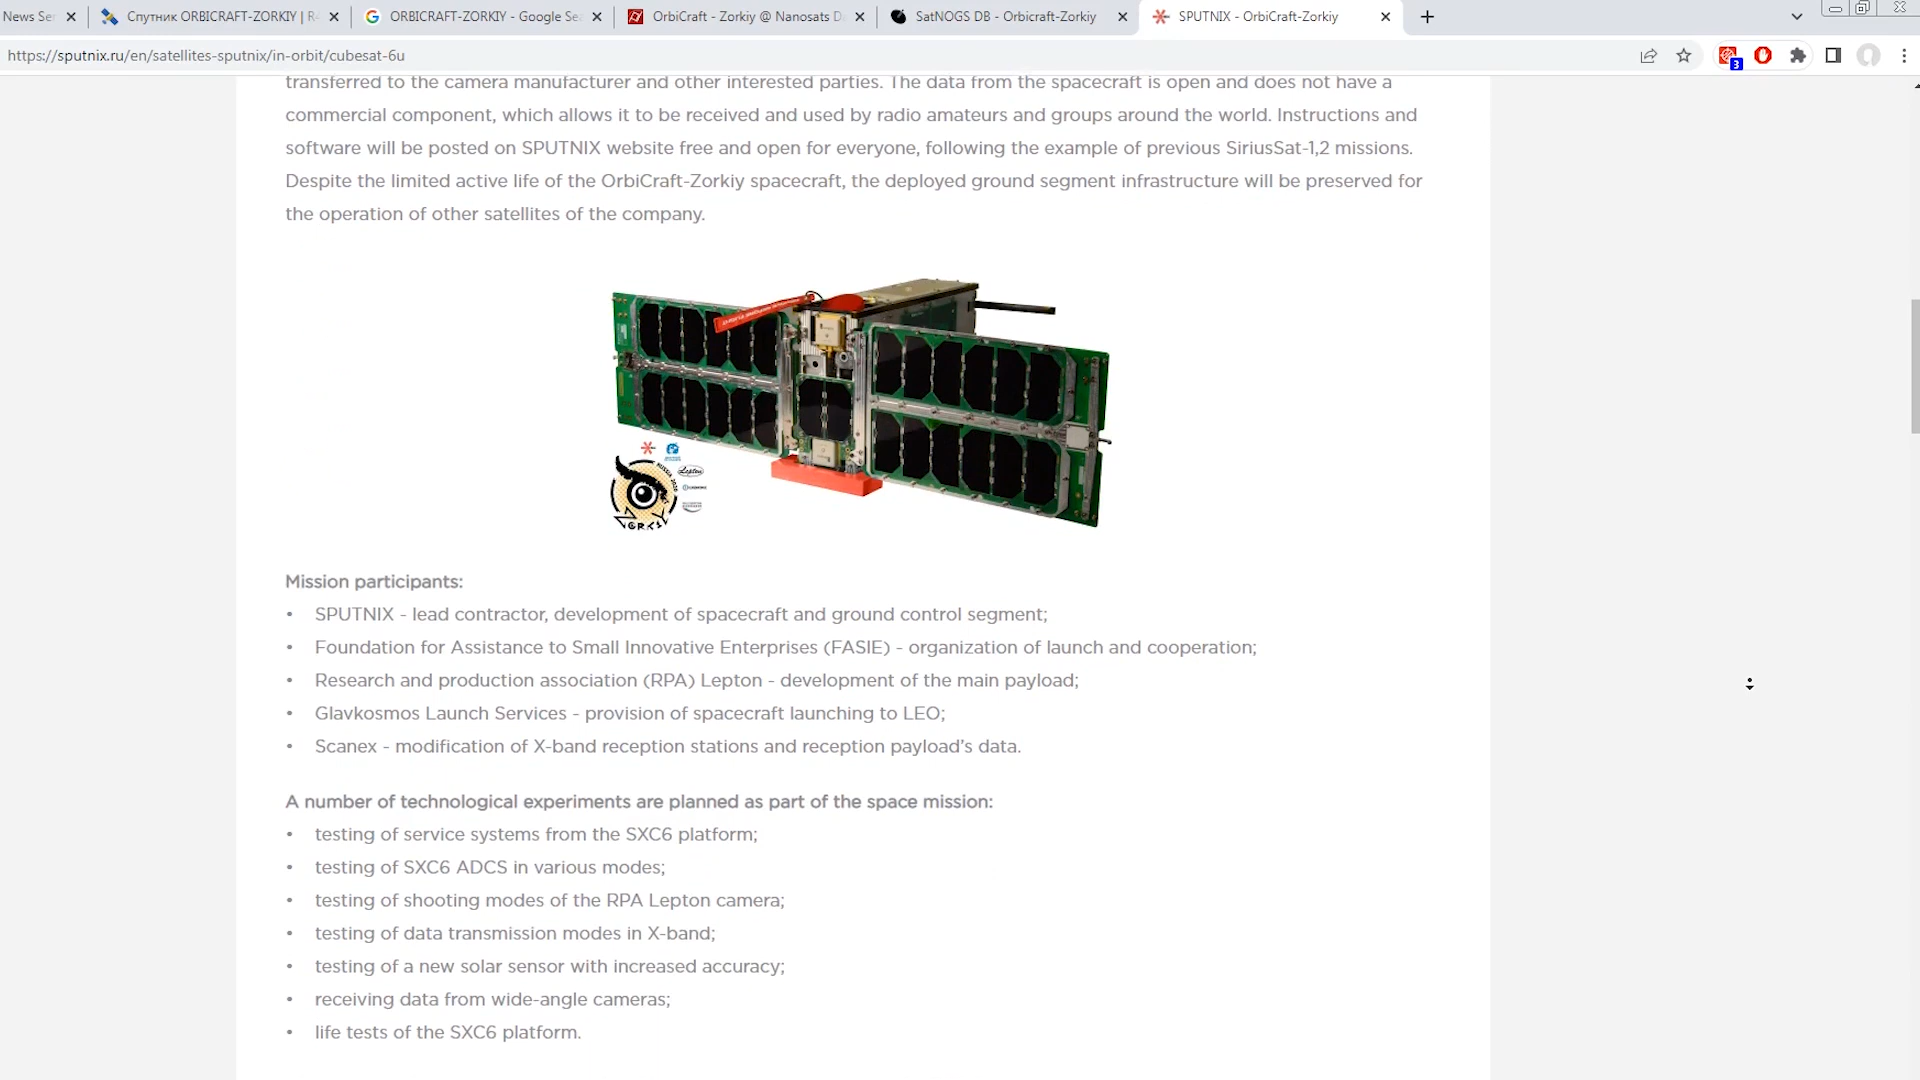 News Se
Спутник ORBICRAFT-ZORKIY | R4
ORBICRAFT-ZORKIY - Google Sea
OrbiCraft - Zorkiy @ Nanosats D
SatNOGS DB - Orbicraft-Zorkiy
SPUTNIX - OrbiCraft-Zorkiy
https://sputnix.ru/en/satellites-sputnix/in-orbit/cubesat-6u
3
transferred to the camera manufacturer and other interested parties. The data from the spacecraft is open and does not have a
commercial component, which allows it to be received and used by radio amateurs and groups around the world. Instructions and
software will be posted on SPUTNIX website free and open for everyone, following the example of previous SiriusSat-1,2 missions.
Despite the limited active life of the OrbiCraft-Zorkiy spacecraft, the deployed ground segment infrastructure will be preserved for
the operation of other satellites of the company.
Lepton
ZORKIY
Mission participants:
• SPUTNIX - lead contractor, development of spacecraft and ground control segment;
• Foundation for Assistance to Small Innovative Enterprises (FASIE) - organization of launch and cooperation;
• Research and production association (RPA) Lepton - development of the main payload;
• Glavkosmos Launch Services - provision of spacecraft launching to LEO;
• Scanex - modification of X-band reception stations and reception payload's data.
A number of technological experiments are planned as part of the space mission:
• testing of service systems from the SXC6 platform;
• testing of SXC6 ADCS in various modes;
• testing of shooting modes of the RPA Lepton camera;
• testing of data transmission modes in X-band;
• testing of a new solar sensor with increased accuracy;
• receiving data from wide-angle cameras;
• life tests of the SXC6 platform.